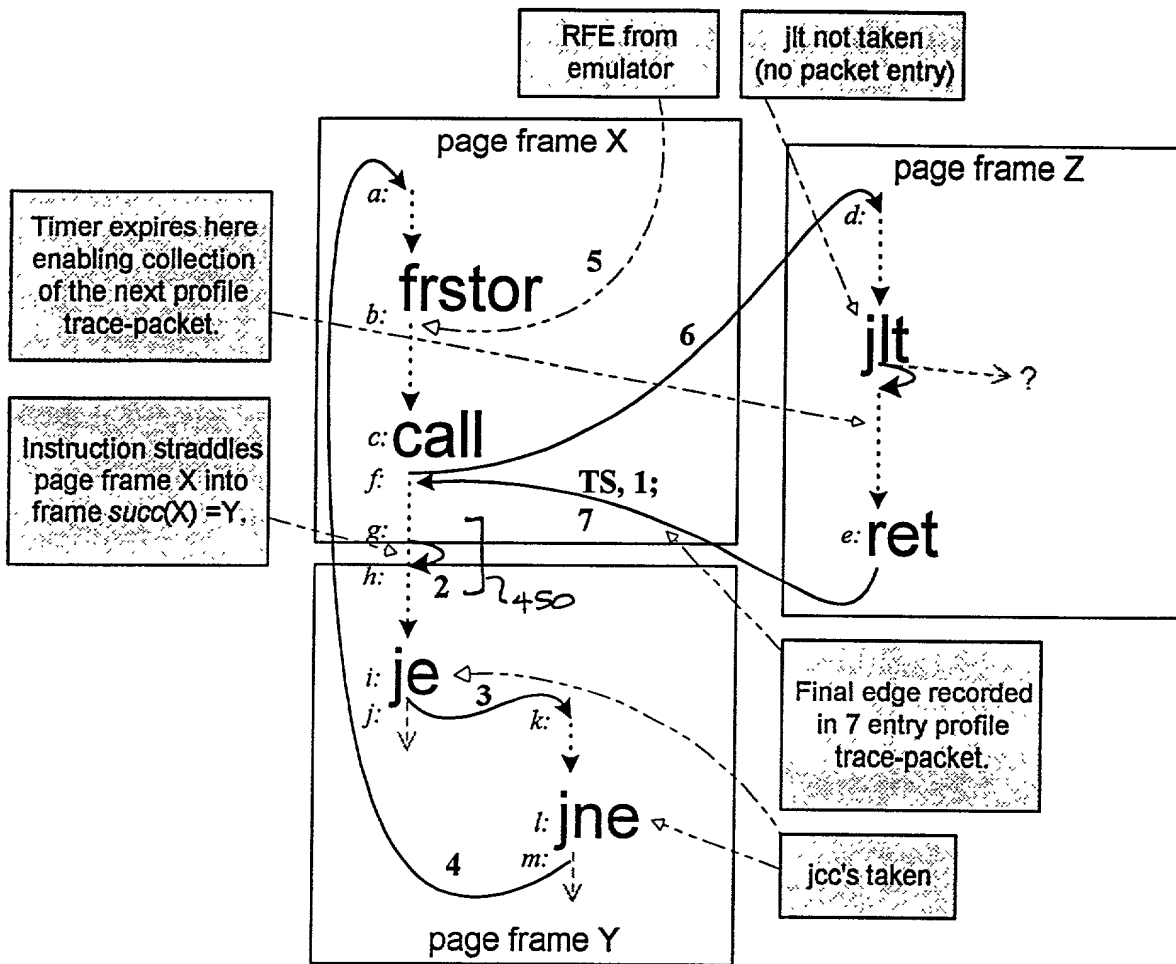 RFE from
emulator
jlt not taken
(no packet entry)
page frame X
page frame Z
Timer expires here
enabling collection
of the next profile
trace-packet.
a:
frstor
b:
5
6
d:
jlt
?
Instruction straddles
page frame X into
frame succ(X) =Y,
c: call
f:
TS, 1;
7
g:
h:
2
450
e: ret
i: je
j:
3
k:
Final edge recorded
in 7 entry profile
trace-packet.
l: jne
m:
4
jcc's taken
page frame Y